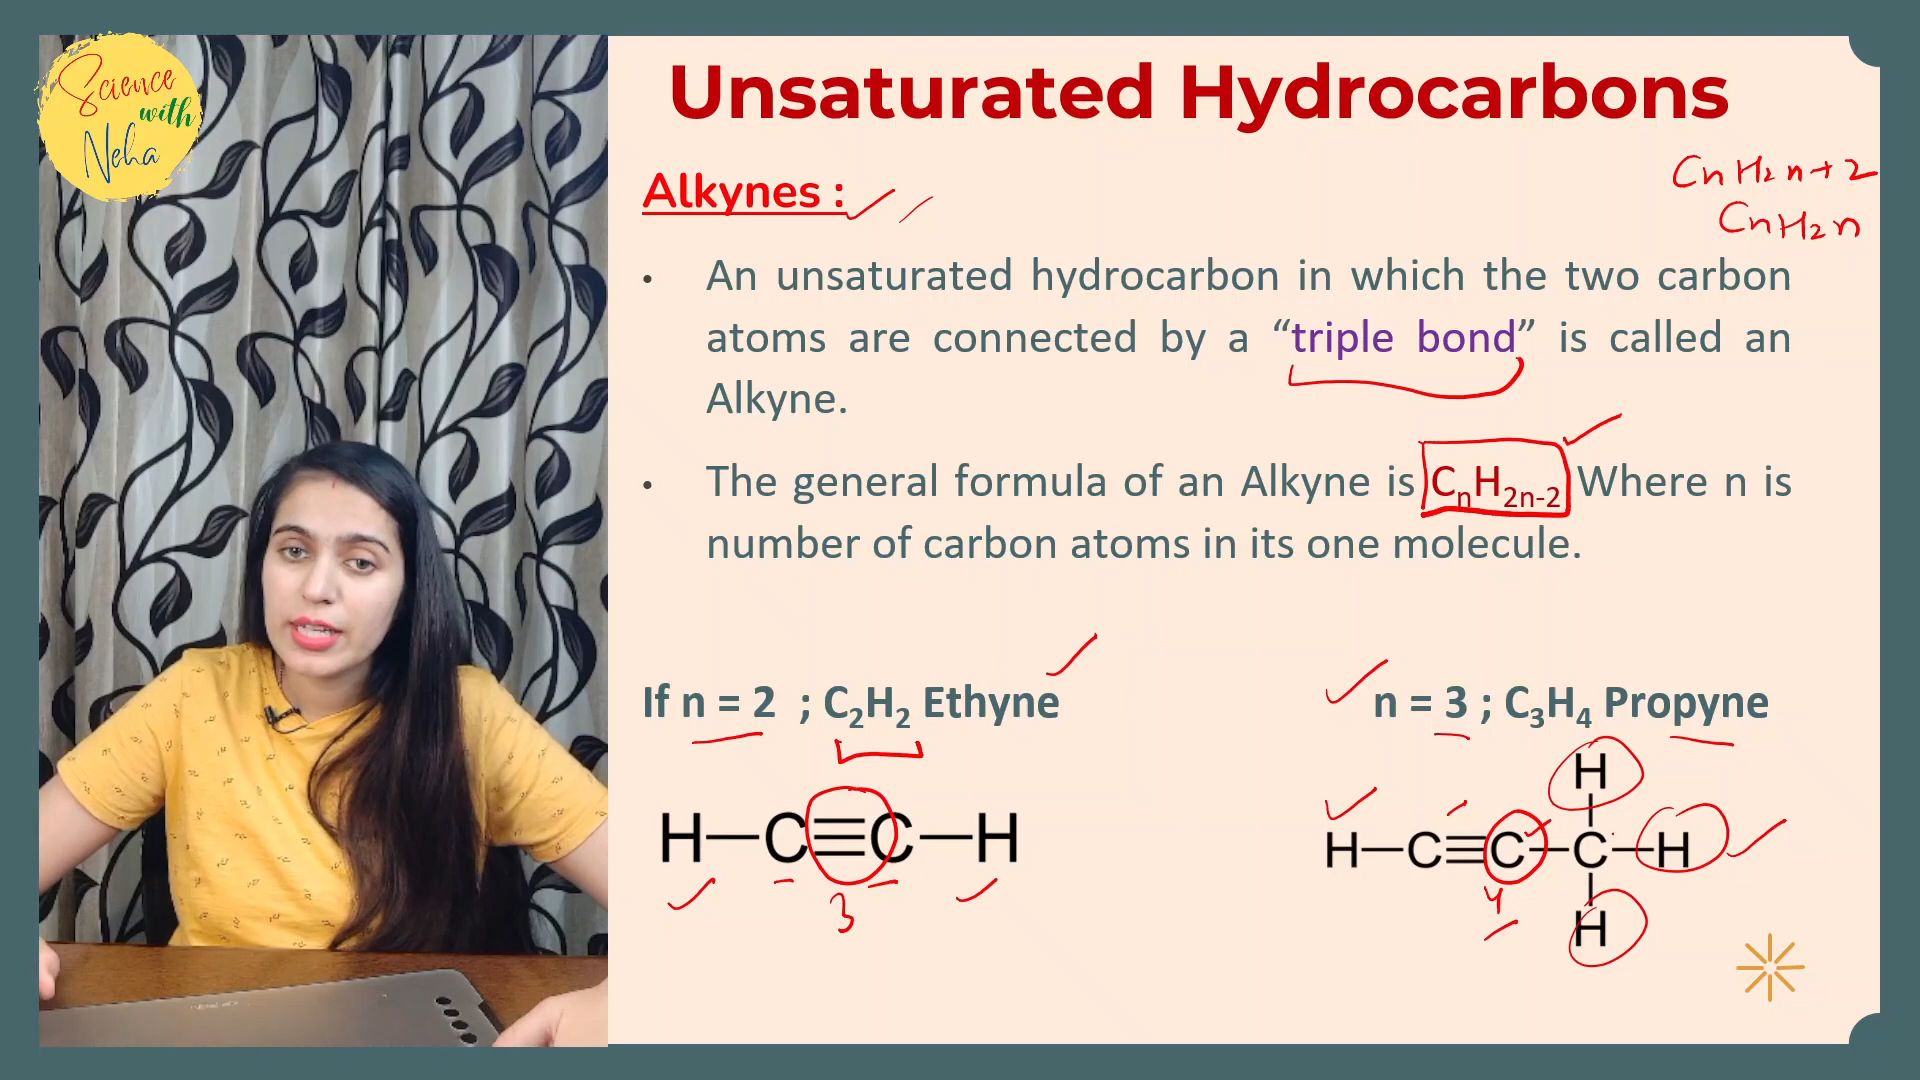 Science
with
Neha
Unsaturated Hydrocarbons
CnH2n+2
CnH2n
Alkynes :
• An unsaturated hydrocarbon in which the two carbon
atoms are connected by a “triple bond” is called an
Alkyne.
• The general formula of an Alkyne is CₙH₂ₙ₋₂ Where n is
number of carbon atoms in its one molecule.
If n = 2 ; C₂H₂ Ethyne
n = 3 ; C₃H₄ Propyne
H—C≡C—H
3
H
H—C≡C—C—H
4
H